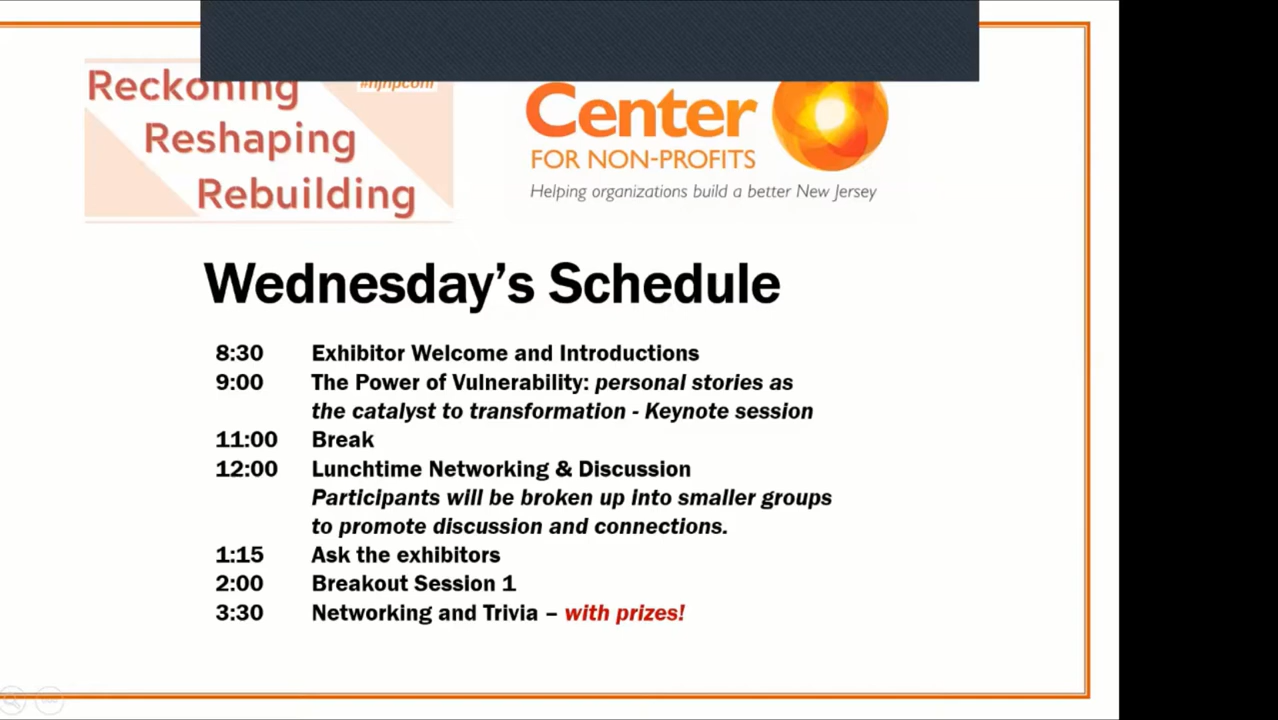 Reckoning
#njnpconf
Reshaping
Rebuilding
Center
FOR NON-PROFITS
Helping organizations build a better New Jersey
Wednesday’s Schedule
8:30 Exhibitor Welcome and Introductions
9:00 The Power of Vulnerability: personal stories as
the catalyst to transformation - Keynote session
11:00 Break
12:00 Lunchtime Networking & Discussion
Participants will be broken up into smaller groups
to promote discussion and connections.
1:15 Ask the exhibitors
2:00 Breakout Session 1
3:30 Networking and Trivia – with prizes!